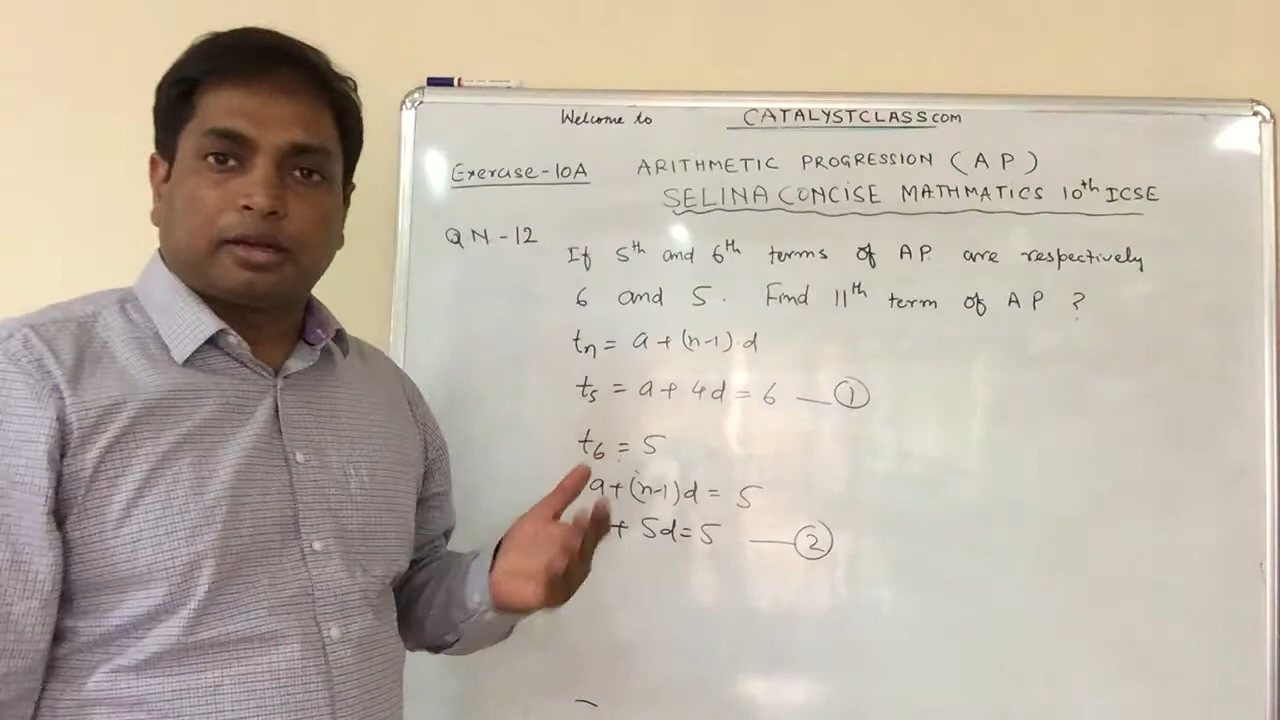 Welcome to CATALYSTCLASSCOM
Exercise-10A ARITHMETIC PROGRESSION (AP)
SELINA CONCISE MATHMATICS 10th ICSE
QN-12
If 5th and 6th terms of AP are respectively
6 and 5. Find 11th term of AP ?
tn = a + (n-1).d
t5 = a + 4d = 6 — 1
t6 = 5
a + (n-1)d = 5
+ 5d = 5 — 2